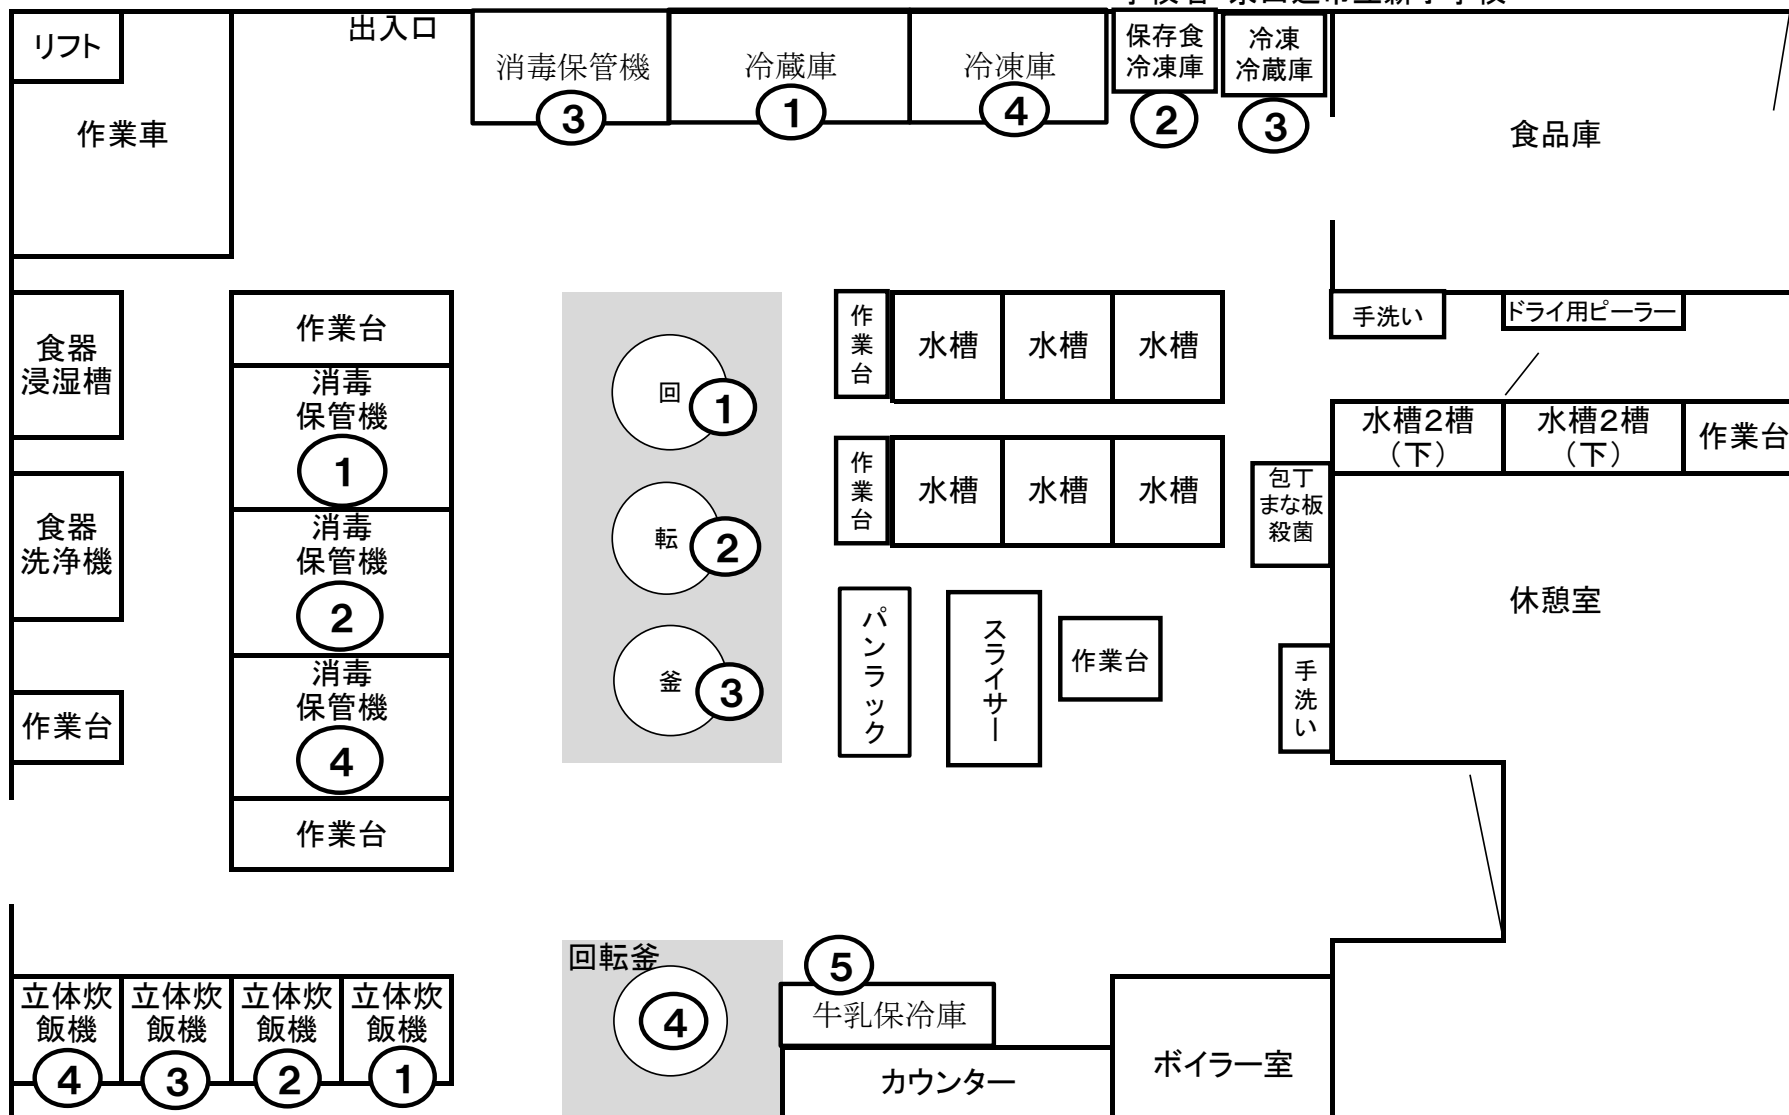 リフト
出入口
作業車
消毒保管機
③
冷蔵庫
①
冷凍庫
④
保存食
冷凍庫
②
冷凍
冷蔵庫
③
食品庫
食器
浸湿槽
食器
洗浄機
作業台
作業台
消毒
保管機
①
消毒
保管機
②
消毒
保管機
④
作業台
回
①
転
②
釜
③
作業台
水槽
水槽
水槽
作業台
水槽
水槽
水槽
パンラック
スライサー
作業台
手洗い
ドライ用ピーラー
水槽2槽
(下)
水槽2槽
(下)
作業台
包丁
まな板
殺菌
休憩室
手洗い
立体炊
飯機
④
立体炊
飯機
③
立体炊
飯機
②
立体炊
飯機
①
回転釜
④
⑤
牛乳保冷庫
カウンター
ボイラー室